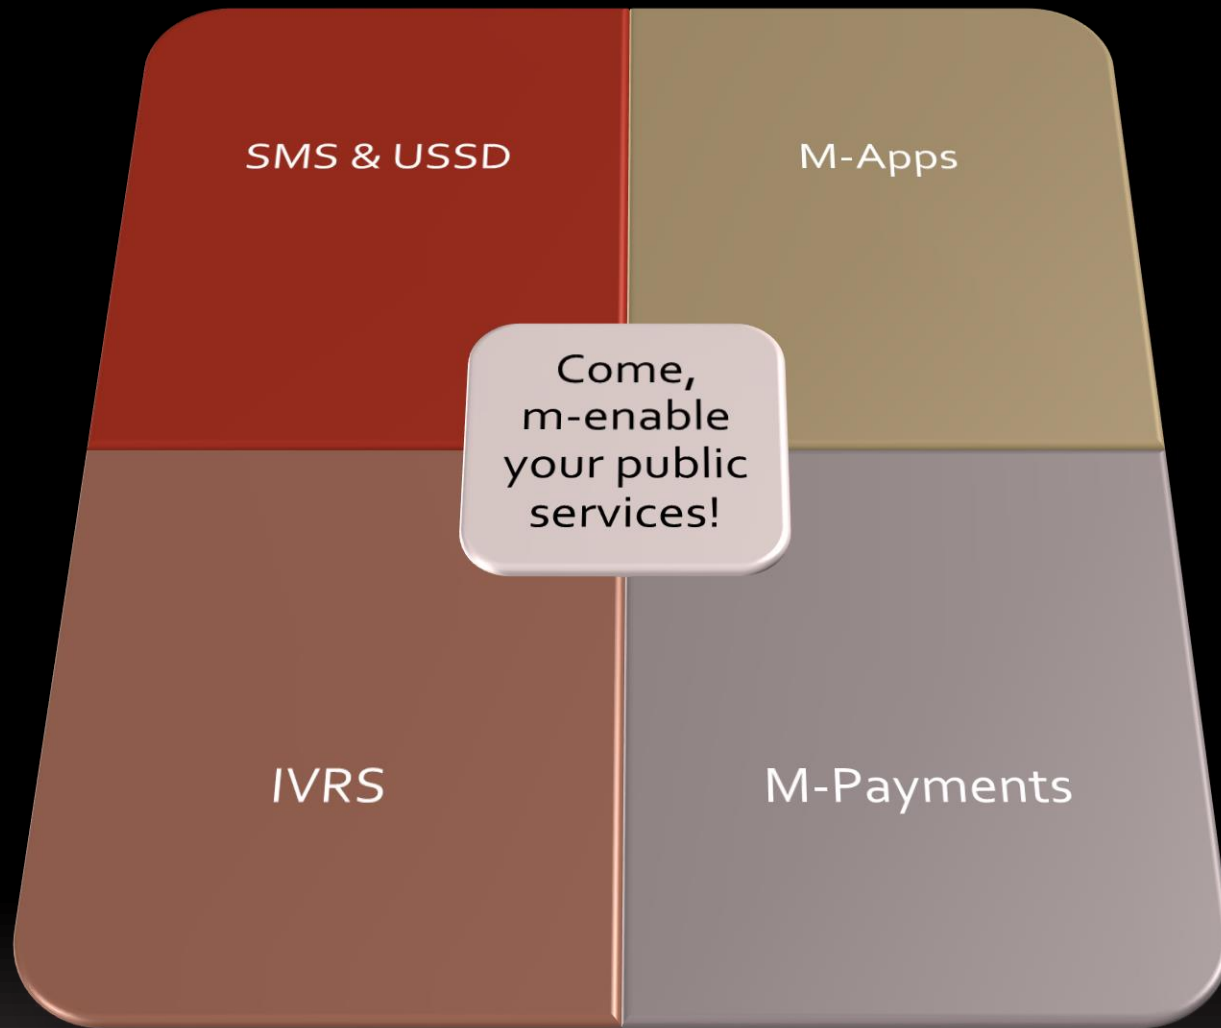 SMS & USSD
M-Apps
Come,
m-enable
your public
services!
IVRS
M-Payments